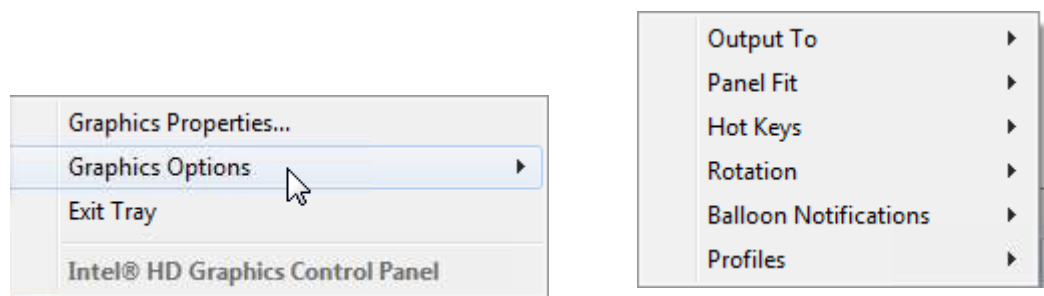 Graphics Properties...
Graphics Options
Exit Tray
Intel® HD Graphics Control Panel
Output To
Panel Fit
Hot Keys
Rotation
Balloon Notifications
Profiles